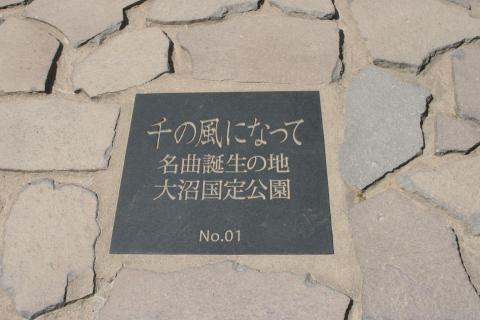 千の風になって
名曲誕生の地
大沼国定公園
No.01